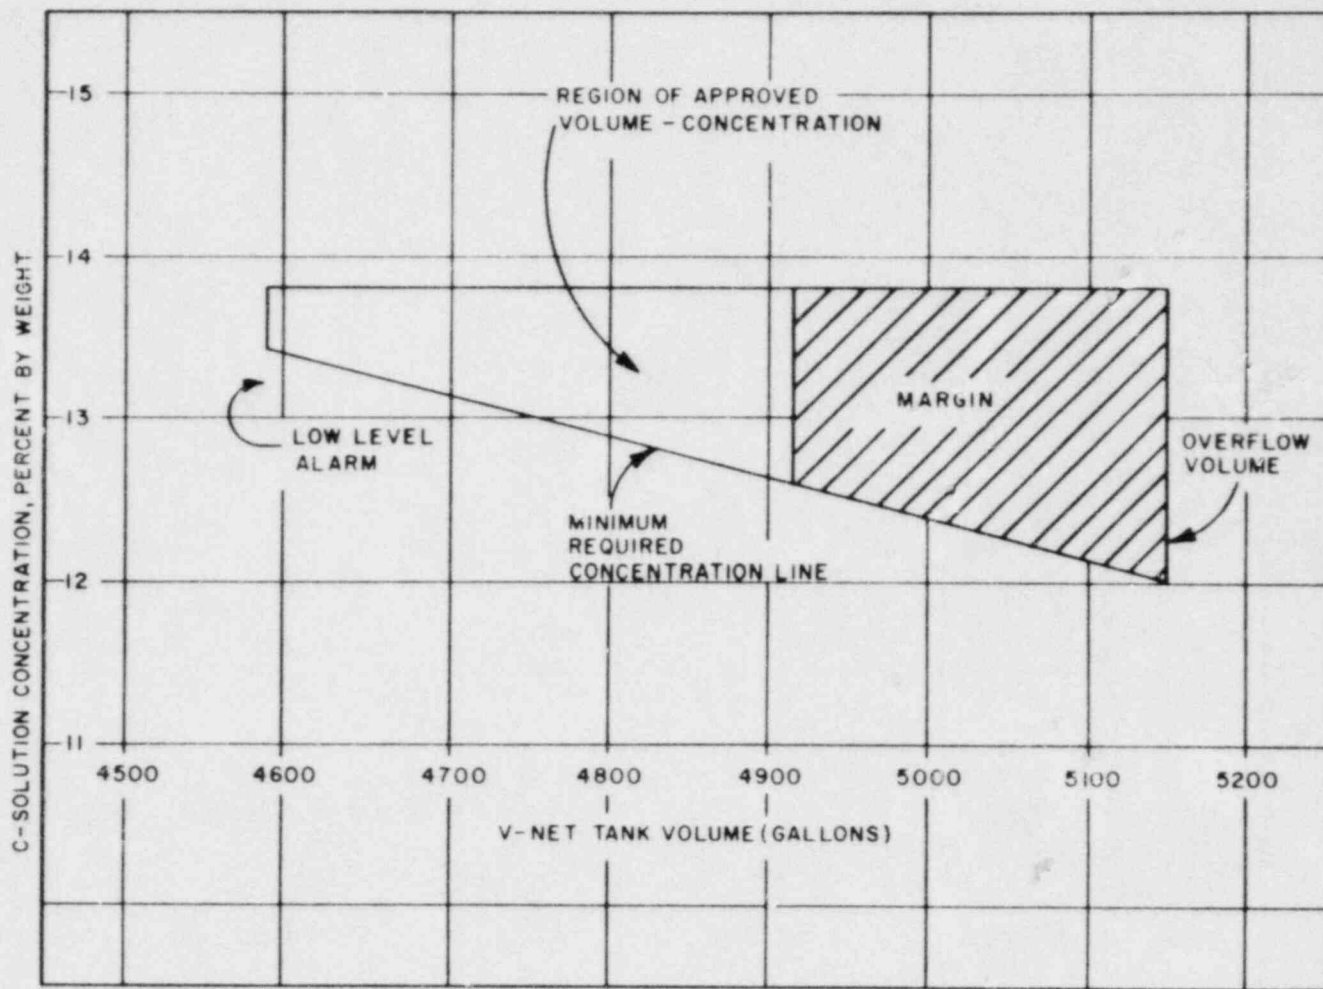 C-SOLUTION CONCENTRATION, PERCENT BY WEIGHT
15
14
13
12
11
REGION OF APPROVED
VOLUME - CONCENTRATION
MARGIN
LOW LEVEL
ALARM
OVERFLOW
VOLUME
MINIMUM
REQUIRED
CONCENTRATION LINE
4500 4600 4700 4800 4900 5000 5100 5200
V-NET TANK VOLUME (GALLONS)